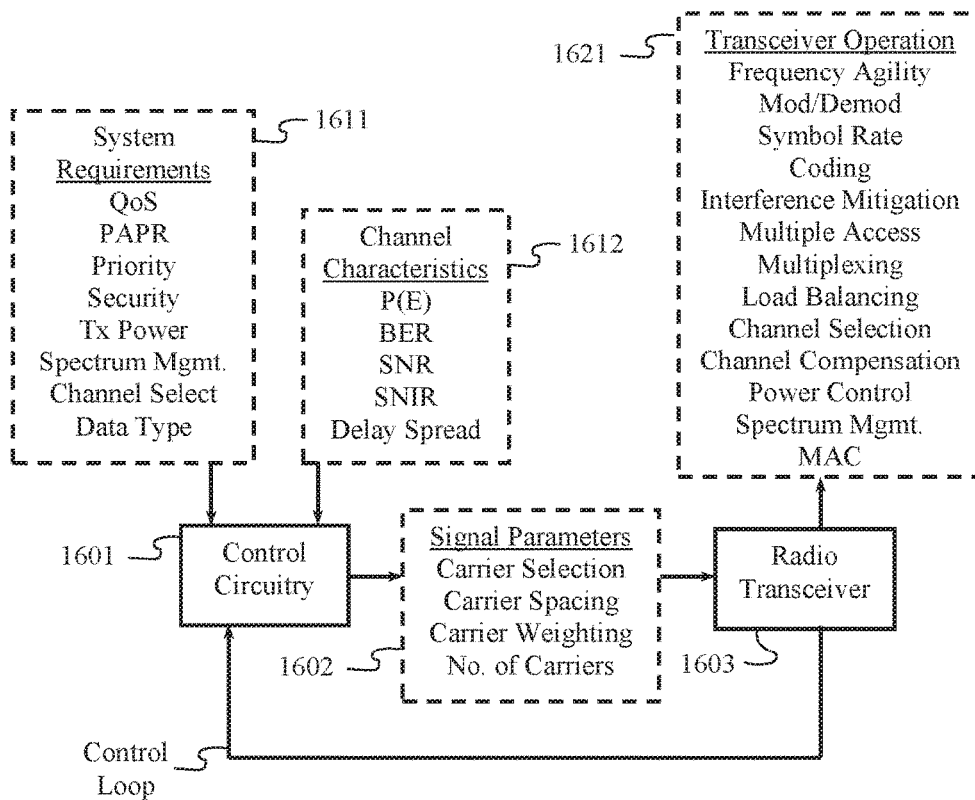 1611
System
Requirements
QoS
PAPR
Priority
Security
Tx Power
Spectrum Mgmt.
Channel Select
Data Type
1612
Channel
Characteristics
P(E)
BER
SNR
SNIR
Delay Spread
1621
Transceiver Operation
Frequency Agility
Mod/Demod
Symbol Rate
Coding
Interference Mitigation
Multiple Access
Multiplexing
Load Balancing
Channel Selection
Channel Compensation
Power Control
Spectrum Mgmt.
MAC
1601
Control
Circuitry
1602
Signal Parameters
Carrier Selection
Carrier Spacing
Carrier Weighting
No. of Carriers
Radio
Transceiver
1603
Control
Loop